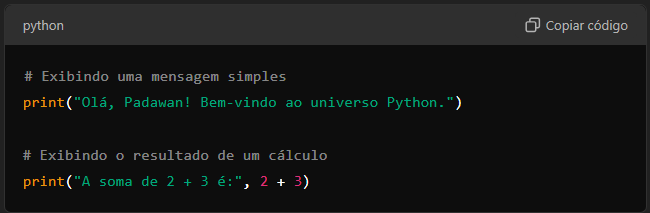 python
Copiar código
# Exibindo uma mensagem simples
print("Olá, Padawan! Bem-vindo ao universo Python.")
# Exibindo o resultado de um cálculo
print("A soma de 2 + 3 é:", 2 + 3)